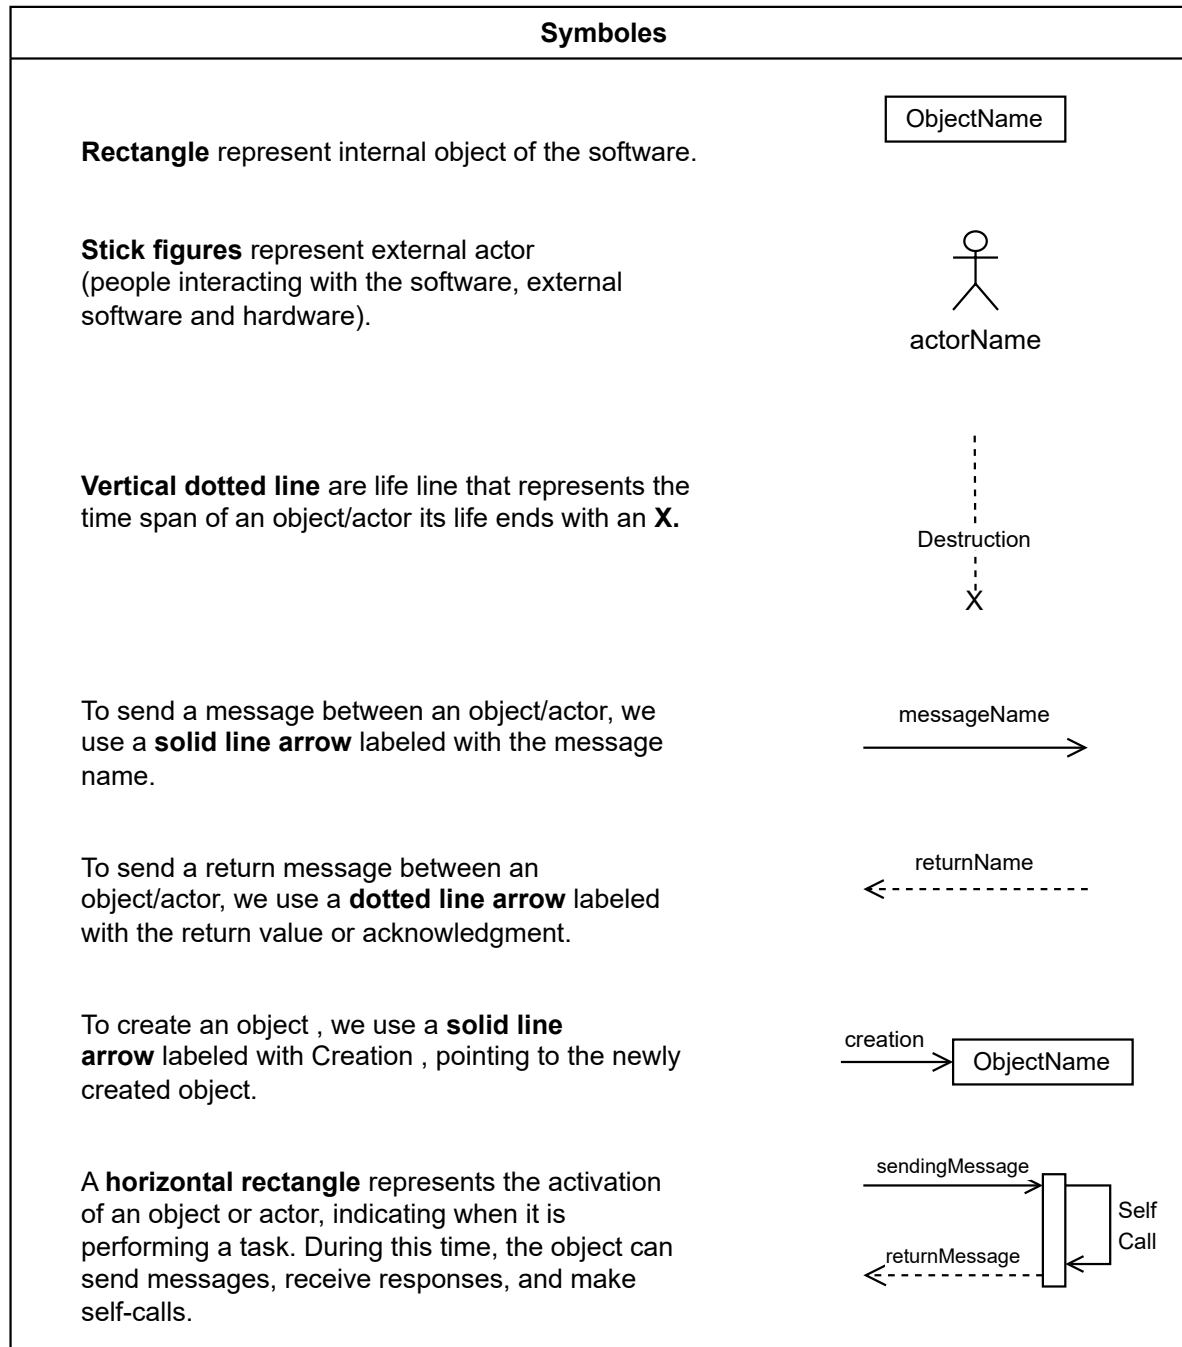 Symboles
ObjectName
Rectangle represent internal object of the software.
Stick figures represent external actor
(people interacting with the software, external
software and hardware).
actorName
Vertical dotted line are life line that represents the
time span of an object/actor its life ends with an X.
Destruction
X
To send a message between an object/actor, we
use a solid line arrow labeled with the message
name.
messageName
To send a return message between an
object/actor, we use a dotted line arrow labeled
with the return value or acknowledgment.
returnName
To create an object , we use a solid line
arrow labeled with Creation , pointing to the newly
created object.
creation
ObjectName
A horizontal rectangle represents the activation
of an object or actor, indicating when it is
performing a task. During this time, the object can
send messages, receive responses, and make
self-calls.
sendingMessage
Self
Call
returnMessage